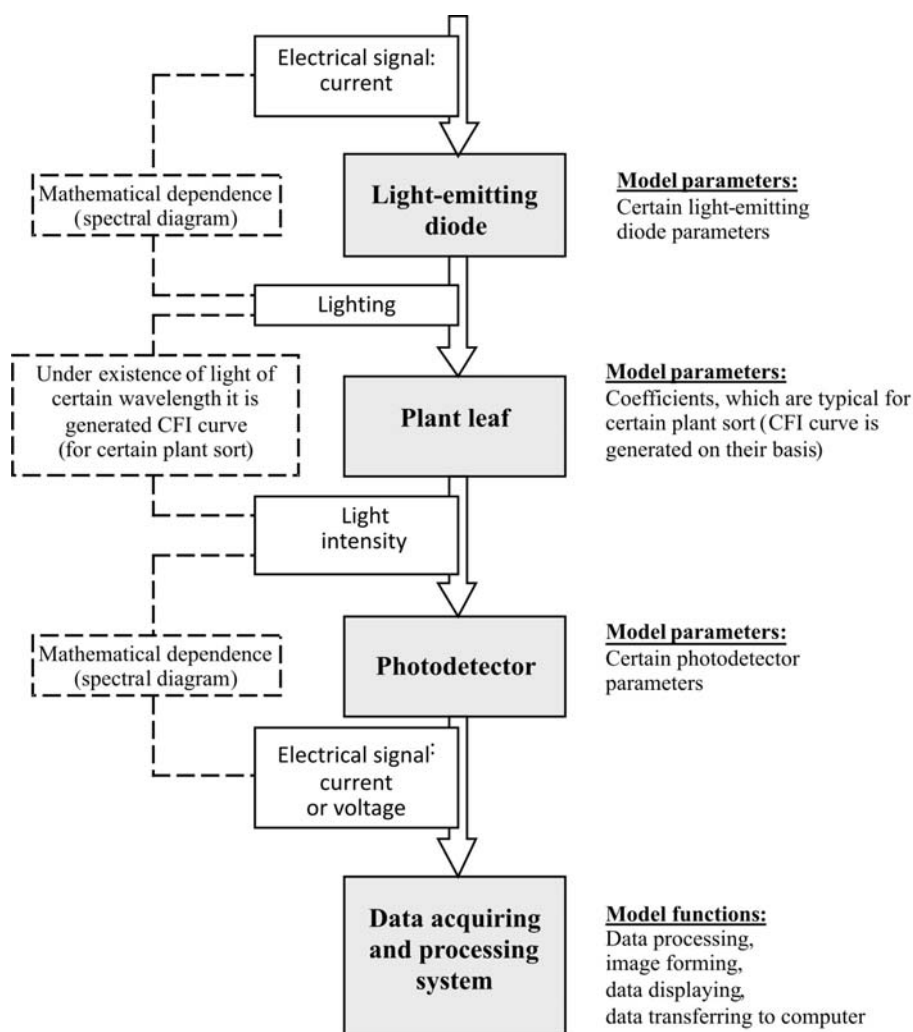 Electrical signal:
current
Light-emitting
diode
Model parameters:
Certain light-emitting
diode parameters
Mathematical dependence
(spectral diagram)
Lighting
Under existence of light of
certain wavelength it is
generated CFI curve
(for certain plant sort)
Plant leaf
Model parameters:
Coefficients, which are typical for
certain plant sort (CFI curve is
generated on their basis)
Light
intensity
Mathematical dependence
(spectral diagram)
Photodetector
Model parameters:
Certain photodetector
parameters
Electrical signal:
current
or voltage
Data acquiring
and processing
system
Model functions:
Data processing,
image forming,
data displaying,
data transferring to computer